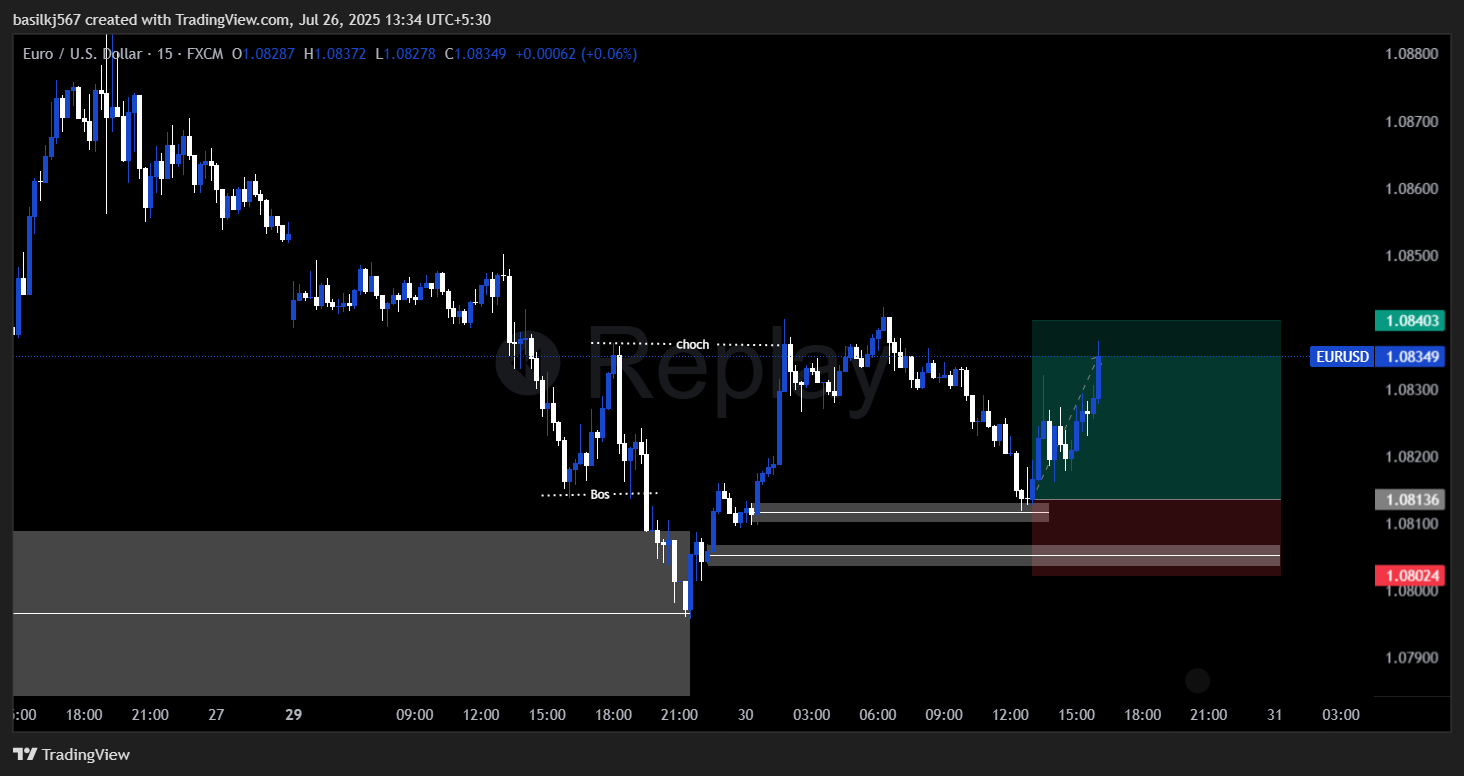 basilkj567 created with TradingView.com, Jul 26, 2025 13:34 UTC+5:30
Euro / U.S. Dollar · 15 · FXCM O1.08287 H1.08372 L1.08278 C1.08349 +0.00062 (+0.06%)
1.08800
1.08700
1.08600
1.08500
1.08403
choch
EURUSD 1.08349
Replay
1.08300
1.08200
Bos
1.08136
1.08100
1.08024
1.08000
1.07900
:00 18:00 21:00 27 29 09:00 12:00 15:00 18:00 21:00 30 03:00 06:00 09:00 12:00 15:00 18:00 21:00 31 03:00
TradingView